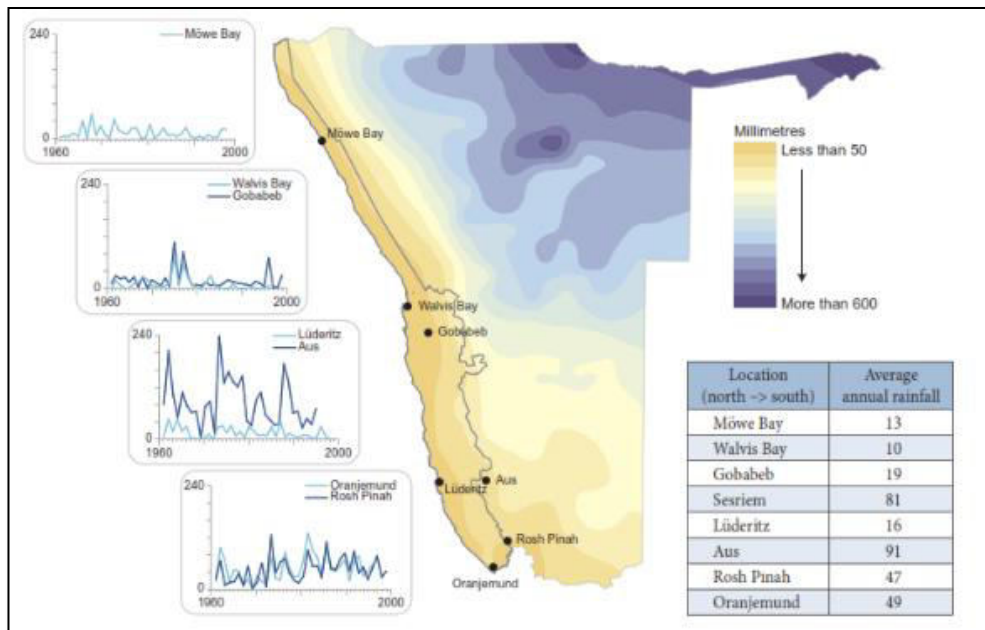 240
Möwe Bay
0
1960
2000
240
Walvis Bay
Gobabeb
0
1960
2000
240
Lüderitz
Aus
0
1960
2000
240
Oranjemund
Rosh Pinah
0
1960
2000
Möwe Bay
Walvis Bay
Gobabeb
Lüderitz
Aus
Rosh Pinah
Oranjemund
Millimetres
Less than 50
More than 600
Location Average
(north –> south) annual rainfall
Möwe Bay 13
Walvis Bay 10
Gobabeb 19
Sesriem 81
Lüderitz 16
Aus 91
Rosh Pınah 47
Oranjemund 49